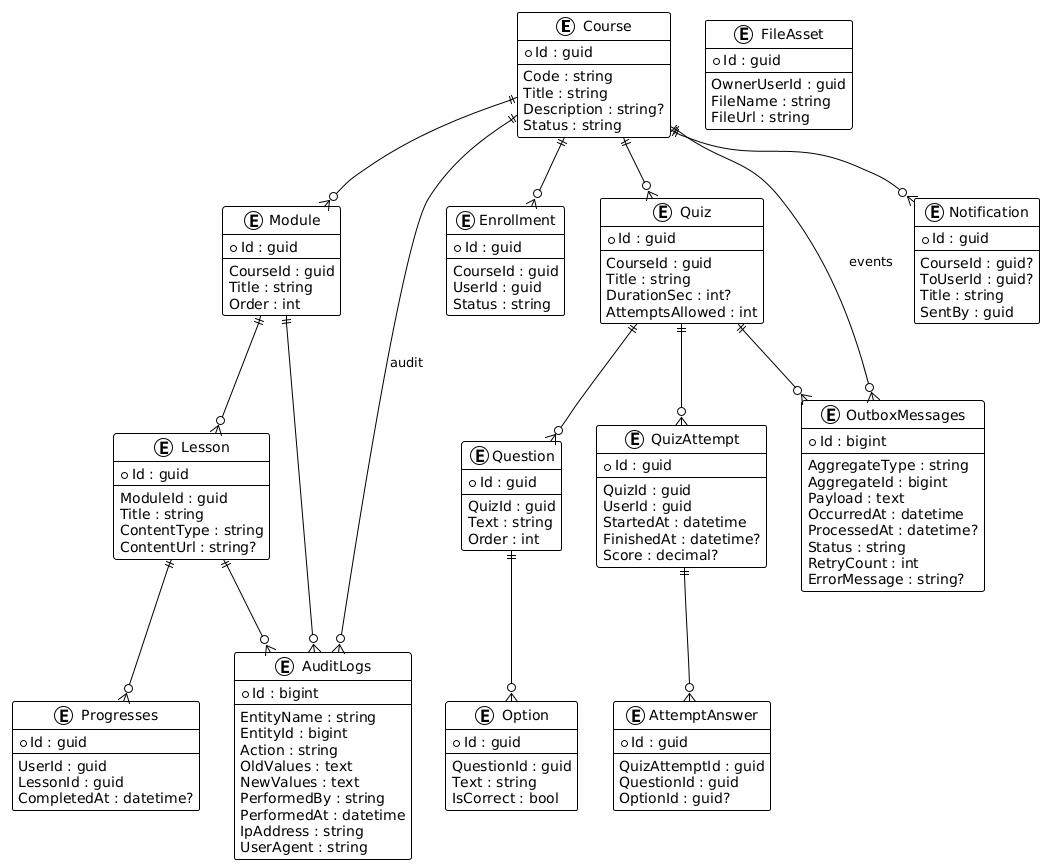 E Course
Id : guid
Code : string
Title : string
Description : string?
Status : string
E FileAsset
Id : guid
OwnerUserId : guid
FileName : string
FileUrl : string
E Module
Id : guid
CourseId : guid
Title : string
Order : int
E Enrollment
Id : guid
CourseId : guid
UserId : guid
Status : string
E Quiz
Id : guid
CourseId : guid
Title : string
DurationSec : int?
AttemptsAllowed : int
events
E Notification
Id : guid
CourseId : guid?
ToUserId : guid?
Title : string
SentBy : guid
audit
E Lesson
Id : guid
ModuleId : guid
Title : string
ContentType : string
ContentUrl : string?
E Question
Id : guid
QuizId : guid
Text : string
Order : int
E QuizAttempt
Id : guid
QuizId : guid
UserId : guid
StartedAt : datetime
FinishedAt : datetime?
Score : decimal?
E OutboxMessages
Id : bigint
AggregateType : string
AggregateId : bigint
Payload : text
OccurredAt : datetime
ProcessedAt : datetime?
Status : string
RetryCount : int
ErrorMessage : string?
E Progresses
Id : guid
UserId : guid
LessonId : guid
CompletedAt : datetime?
E AuditLogs
Id : bigint
EntityName : string
EntityId : bigint
Action : string
OldValues : text
NewValues : text
PerformedBy : string
PerformedAt : datetime
IpAddress : string
UserAgent : string
E Option
Id : guid
QuestionId : guid
Text : string
IsCorrect : bool
E AttemptAnswer
Id : guid
QuizAttemptId : guid
QuestionId : guid
OptionId : guid?